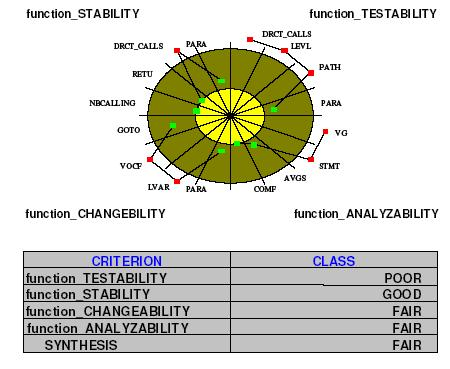 function_STABILITY function_TESTABILITY
DRCT_CALLS PARA DRCT_CALLS LEVL
RETU PATH
NBCALLING PARA
GOTO VG
VOCF STMT
LVAR PARA COMF AVGS
function_CHANGEBILITY function_ANALYZABILITY
CRITERION CLASS
function_TESTABILITY POOR
function_STABILITY GOOD
function_CHANGEABILITY FAIR
function_ANALYZABILITY FAIR
SYNTHESIS FAIR